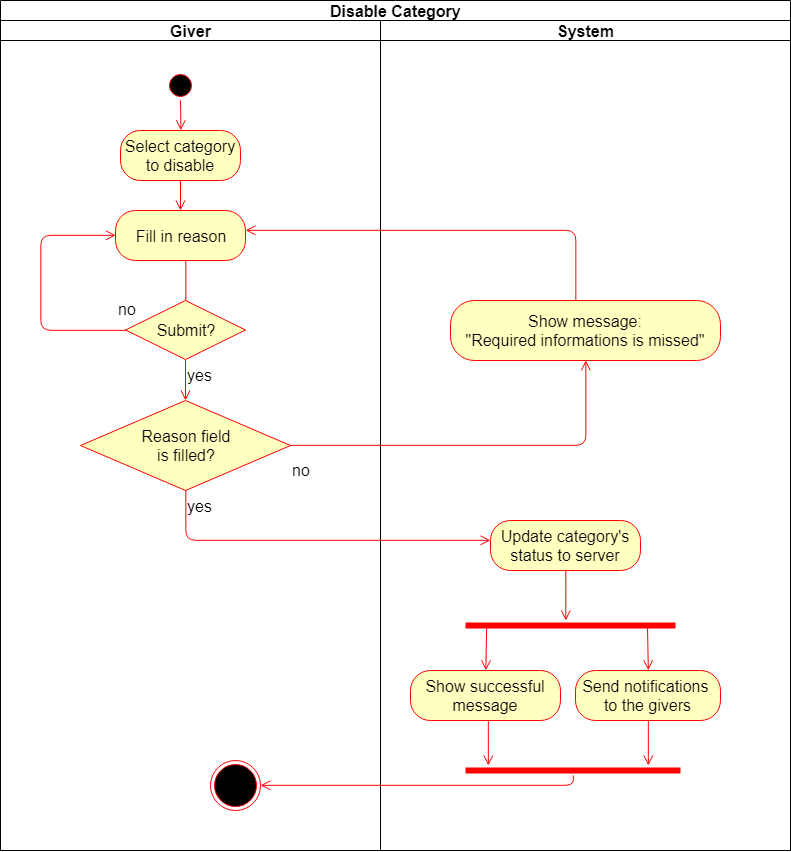 Disable Category
Giver
System
Select category
to disable
Fill in reason
no
Submit?
Show message:
"Required informations is missed"
yes
Reason field
is filled?
no
yes
Update category's
status to server
Show successful
message
Send notifications
to the givers